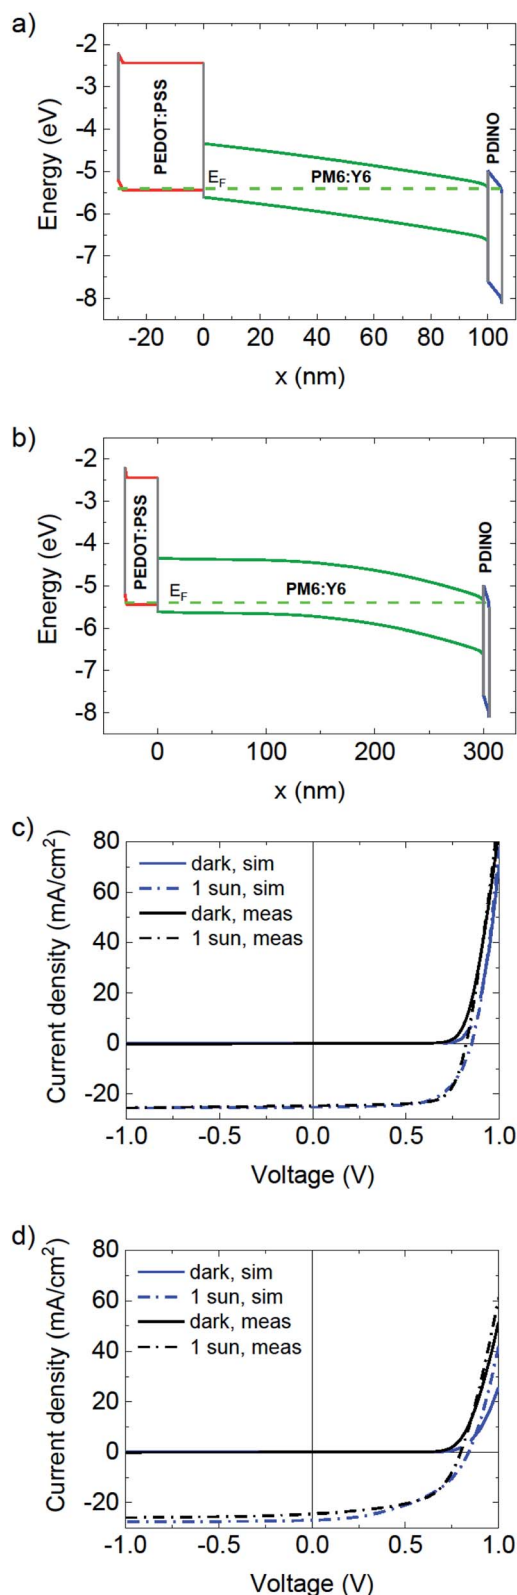 a)
-2
-3
-4
-5
-6
-7
-8
Energy (eV)
PEDOT:PSS
E_F
PM6:Y6
PDINO
-20 0 20 40 60 80 100
x (nm)
b)
-2
-3
-4
-5
-6
-7
-8
Energy (eV)
PEDOT:PSS
E_F
PM6:Y6
PDINO
0 100 200 300
x (nm)
c)
80
60
40
20
0
-20
Current density (mA/cm²)
dark, sim
1 sun, sim
dark, meas
1 sun, meas
-1.0 -0.5 0.0 0.5 1.0
Voltage (V)
d)
80
60
40
20
0
-20
Current density (mA/cm²)
dark, sim
1 sun, sim
dark, meas
1 sun, meas
-1.0 -0.5 0.0 0.5 1.0
Voltage (V)